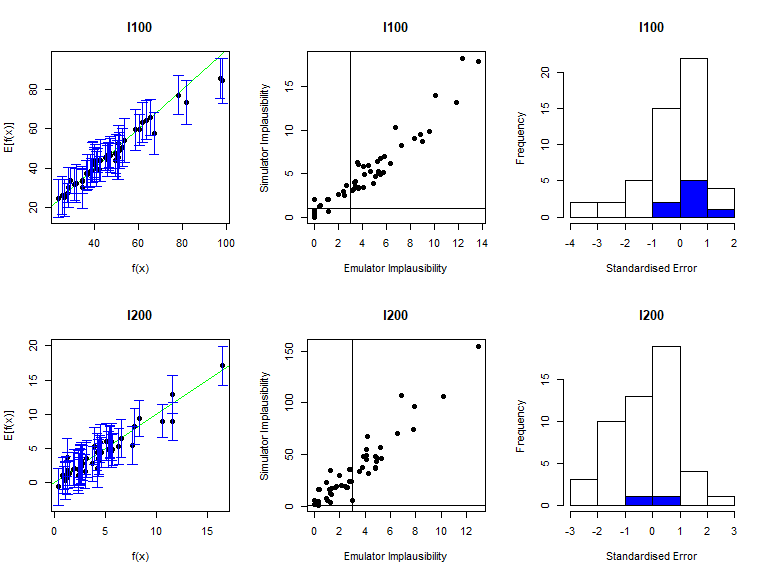 I100
E[f(x)]
80
60
40
20
40 60 80 100
f(x)
I100
Simulator Implausibility
15
10
5
0
0 2 4 6 8 10 12 14
Emulator Implausibility
I100
Frequency
20
15
10
5
0
-4 -3 -2 -1 0 1 2
Standardised Error
I200
E[f(x)]
20
15
10
5
0
0 5 10 15
f(x)
I200
Simulator Implausibility
150
100
50
0
0 2 4 6 8 10 12
Emulator Implausibility
I200
Frequency
15
10
5
0
-3 -2 -1 0 1 2 3
Standardised Error